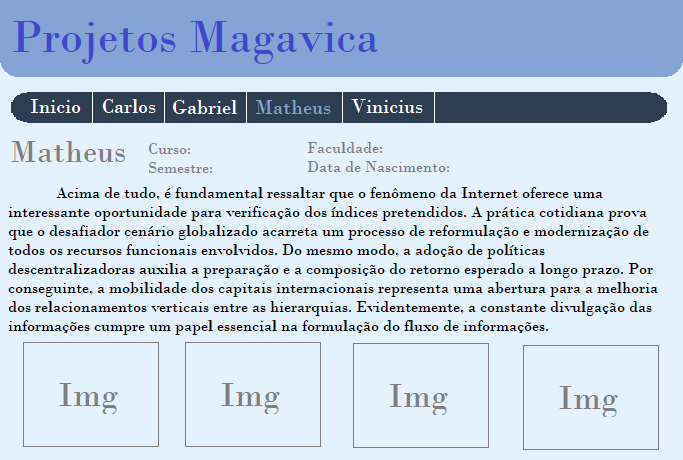 Projetos Magavica
Inicio Carlos Gabriel Matheus Vinicius
Matheus
Curso:
Semestre:
Faculdade:
Data de Nascimento:
Acima de tudo, é fundamental ressaltar que o fenômeno da Internet oferece uma
interessante oportunidade para verificação dos índices pretendidos. A prática cotidiana prova
que o desafiador cenário globalizado acarreta um processo de reformulação e modernização de
todos os recursos funcionais envolvidos. Do mesmo modo, a adoção de políticas
descentralizadoras auxilia a preparação e a composição do retorno esperado a longo prazo. Por
conseguinte, a mobilidade dos capitais internacionais representa uma abertura para a melhoria
dos relacionamentos verticais entre as hierarquias. Evidentemente, a constante divulgação das
informações cumpre um papel essencial na formulação do fluxo de informações.
Img Img Img Img